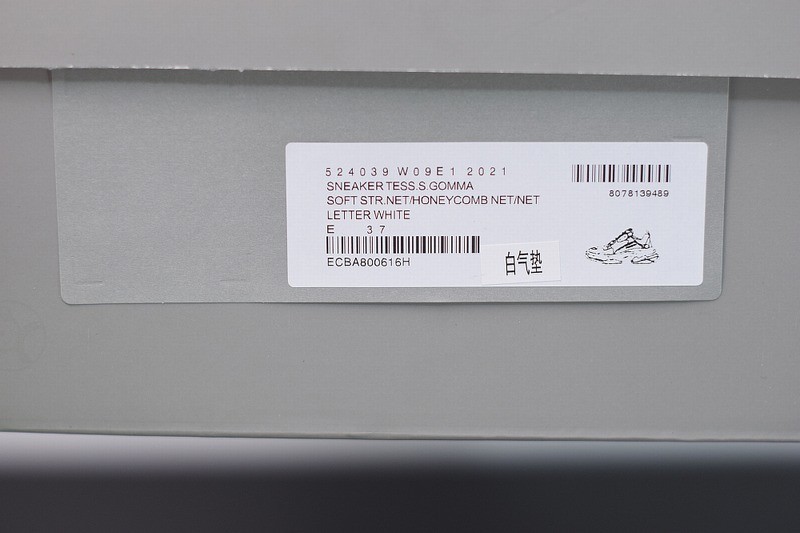 524039 W09E1 2021
SNEAKER TESS.S.GOMMA
SOFT STR.NET/HONEYCOMB NET/NET
LETTER WHITE
E 37
ECBA800616H
8078139489
白气垫